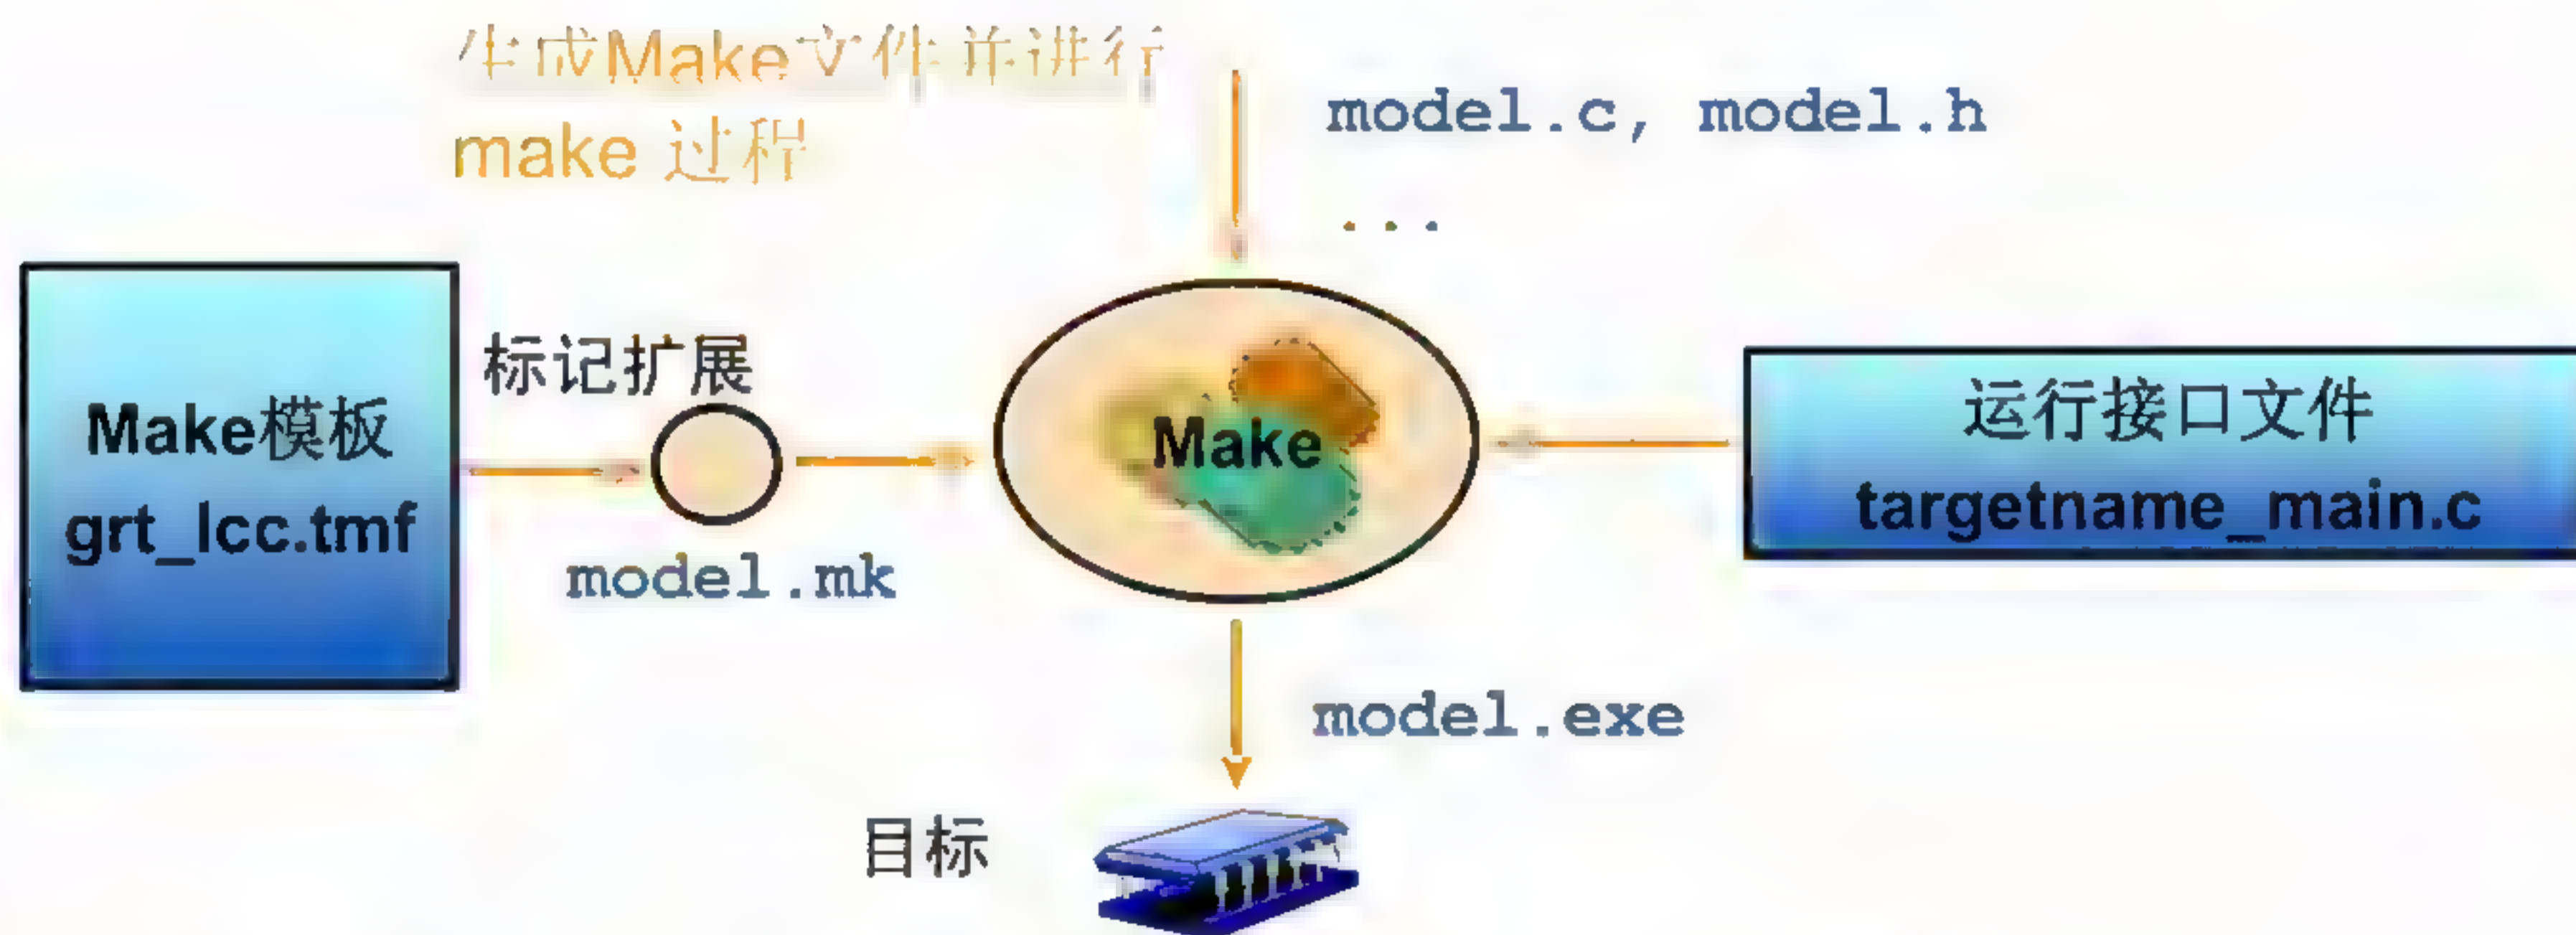 生成Make文件并进行
make 过程
model.c, model.h
...
标记扩展
Make模板
grt_lcc.tmf
model.mk
Make
运行接口文件
targetname_main.c
model.exe
目标